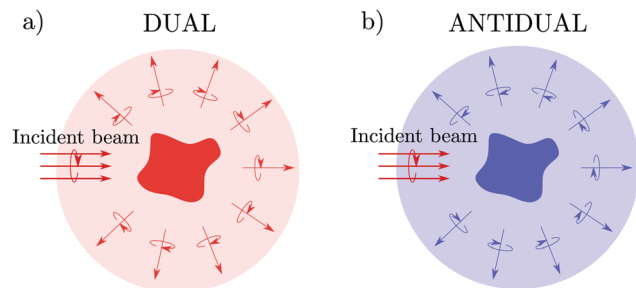 a)
DUAL
Incident beam
b)
ANTIDUAL
Incident beam